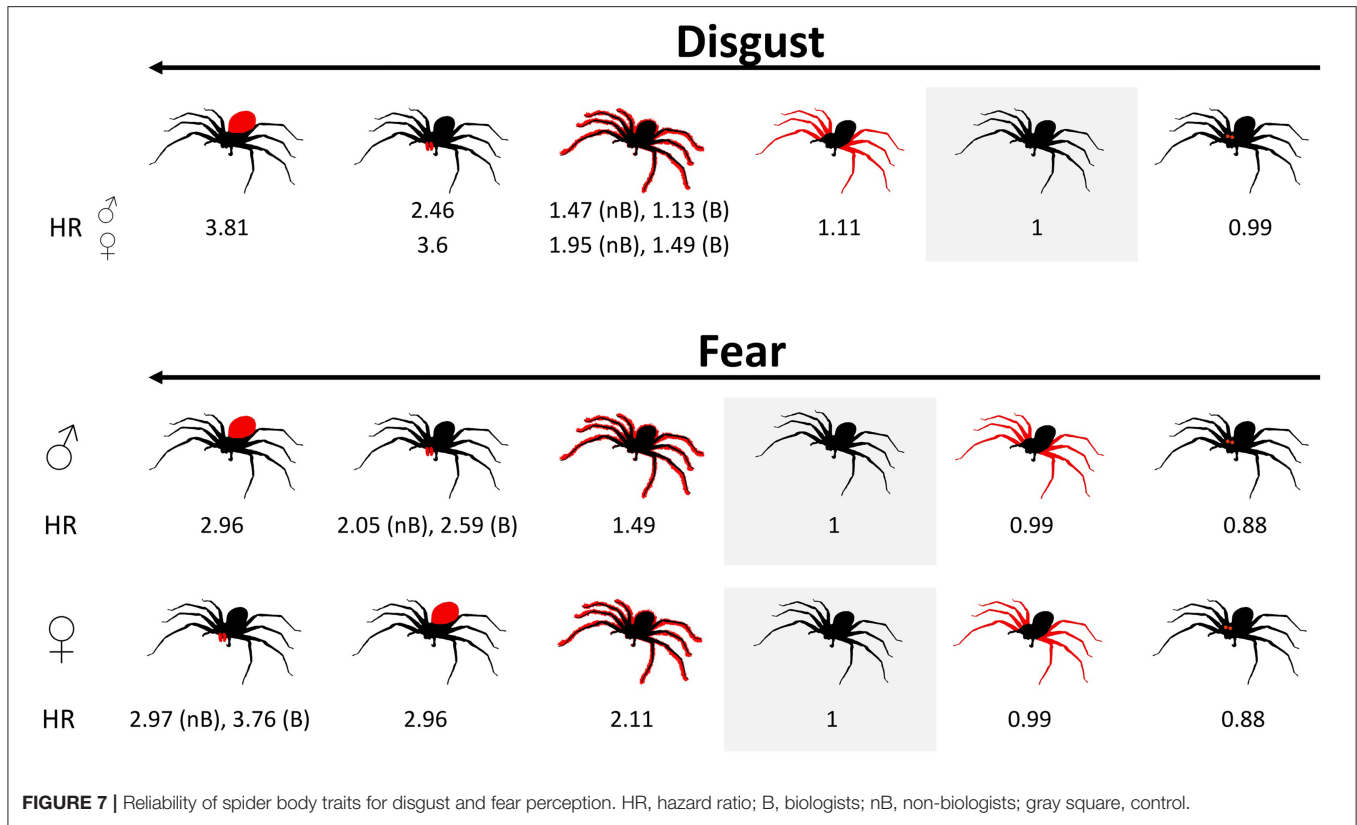 Disgust
HR ♂ ♀
3.81
2.46
3.6
1.47 (nB), 1.13 (B)
1.95 (nB), 1.49 (B)
1.11
1
0.99
Fear
♂
HR 2.96 2.05 (nB), 2.59 (B) 1.49 1 0.99 0.88
♀
HR 2.97 (nB), 3.76 (B) 2.96 2.11 1 0.99 0.88
FIGURE 7 | Reliability of spider body traits for disgust and fear perception. HR, hazard ratio; B, biologists; nB, non-biologists; gray square, control.